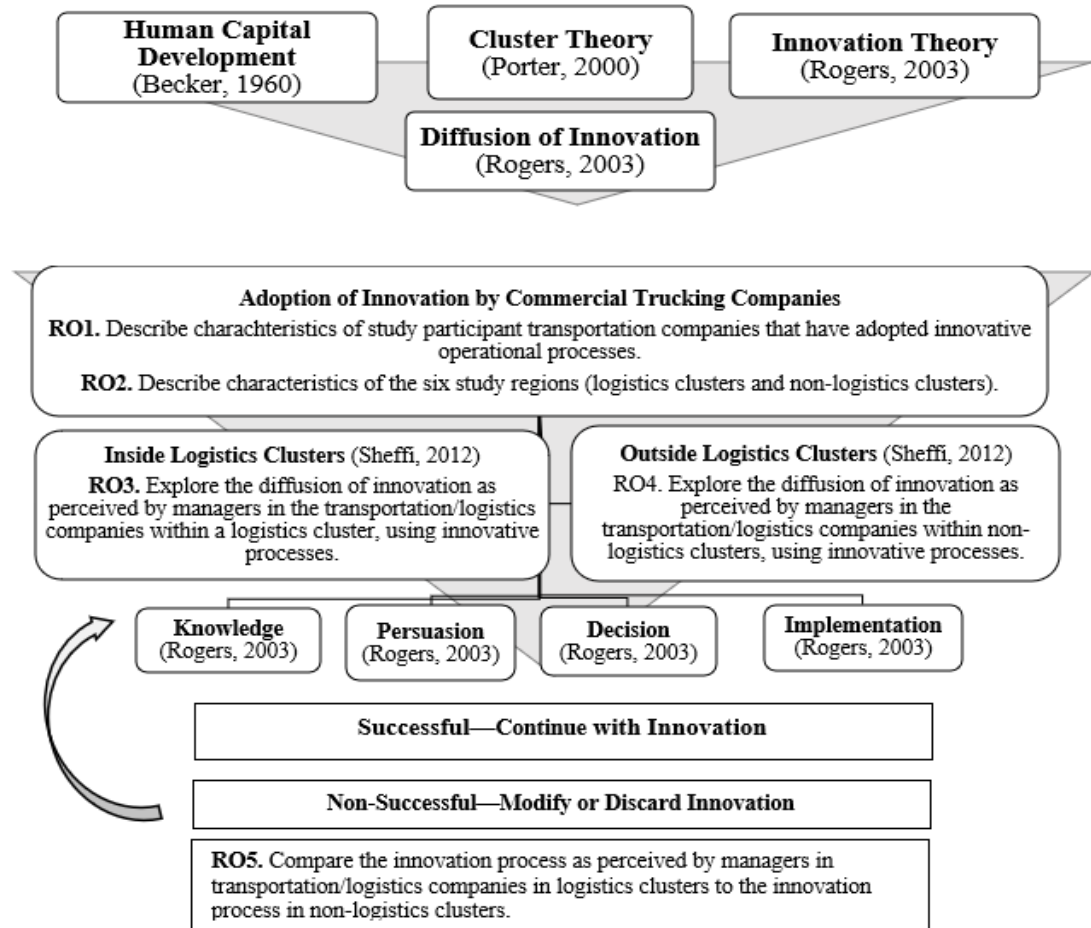 Human Capital
Development
(Becker, 1960)
Cluster Theory
(Porter, 2000)
Innovation Theory
(Rogers, 2003)
Diffusion of Innovation
(Rogers, 2003)
Adoption of Innovation by Commercial Trucking Companies
RO1. Describe charachteristics of study participant transportation companies that have adopted innovative
operational processes.
RO2. Describe characteristics of the six study regions (logistics clusters and non-logistics clusters).
Inside Logistics Clusters (Sheffi, 2012)
RO3. Explore the diffusion of innovation as
perceived by managers in the transportation/logistics
companies within a logistics cluster, using innovative
processes.
Outside Logistics Clusters (Sheffi, 2012)
RO4. Explore the diffusion of innovation as
perceived by managers in the
transportation/logistics companies within non-
logistics clusters, using innovative processes.
Knowledge
(Rogers, 2003)
Persuasion
(Rogers, 2003)
Decision
(Rogers, 2003)
Implementation
(Rogers, 2003)
Successful—Continue with Innovation
Non-Successful—Modify or Discard Innovation
RO5. Compare the innovation process as perceived by managers in
transportation/logistics companies in logistics clusters to the innovation
process in non-logistics clusters.